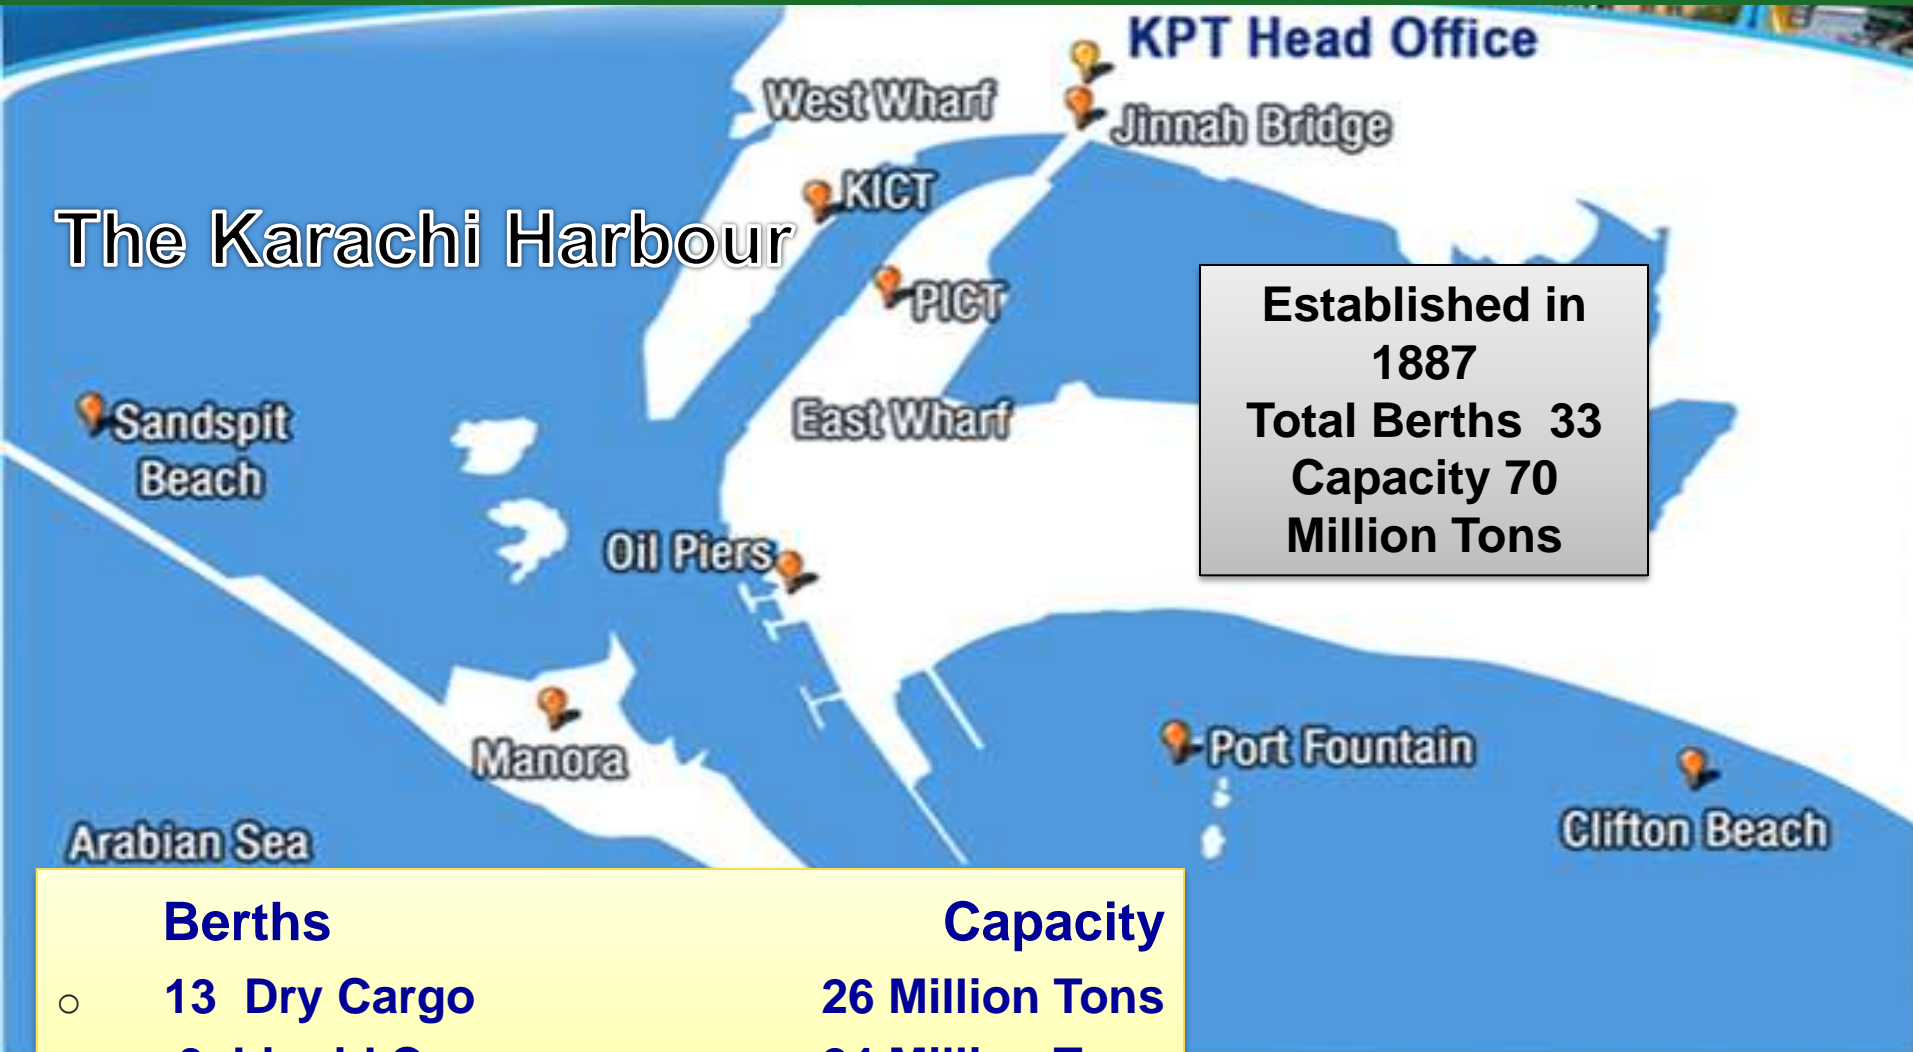 KPT Head Office
West Wharf
Jinnah Bridge
KICT
The Karachi Harbour
PICT
Established in
1887
Total Berths 33
Capacity 70
Million Tons
Sandspit
Beach
East Wharf
Oil Piers
Manora
Port Fountain
Clifton Beach
Arabian Sea
Berths Capacity
○ 13 Dry Cargo 26 Million Tons